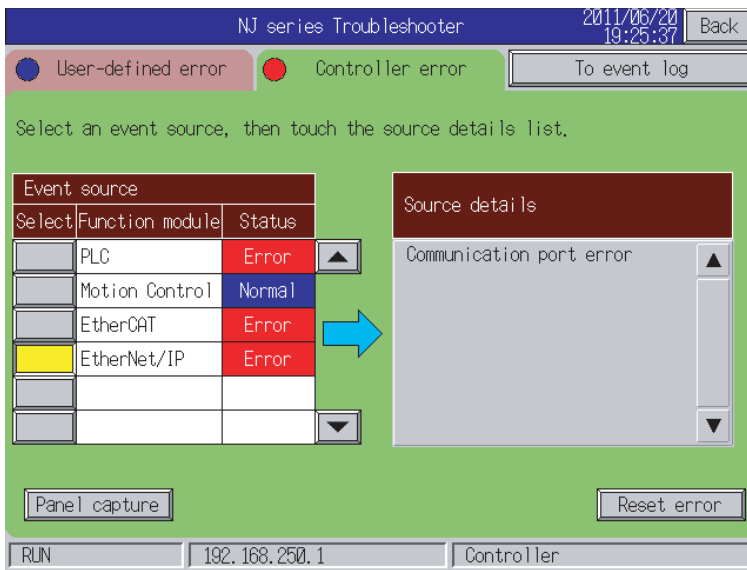 NJ series Troubleshooter
2011/06/20
19:25:37
Back
User-defined error
Controller error
To event log
Select an event source, then touch the source details list.
Event source
Select Function module Status
PLC Error
Motion Control Normal
EtherCAT Error
EtherNet/IP Error
Source details
Communication port error
Panel capture
Reset error
RUN
192.168.250.1
Controller